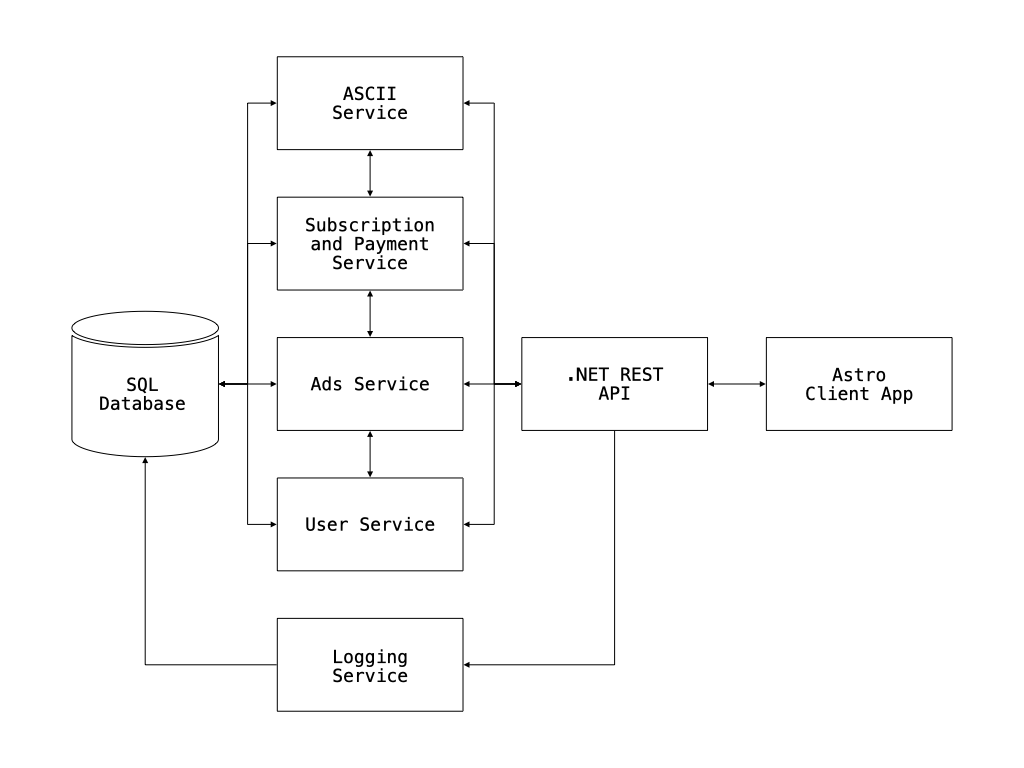 ASCII
Service
Subscription
and Payment
Service
SQL
Database
Ads Service
.NET REST
API
Astro
Client App
User Service
Logging
Service